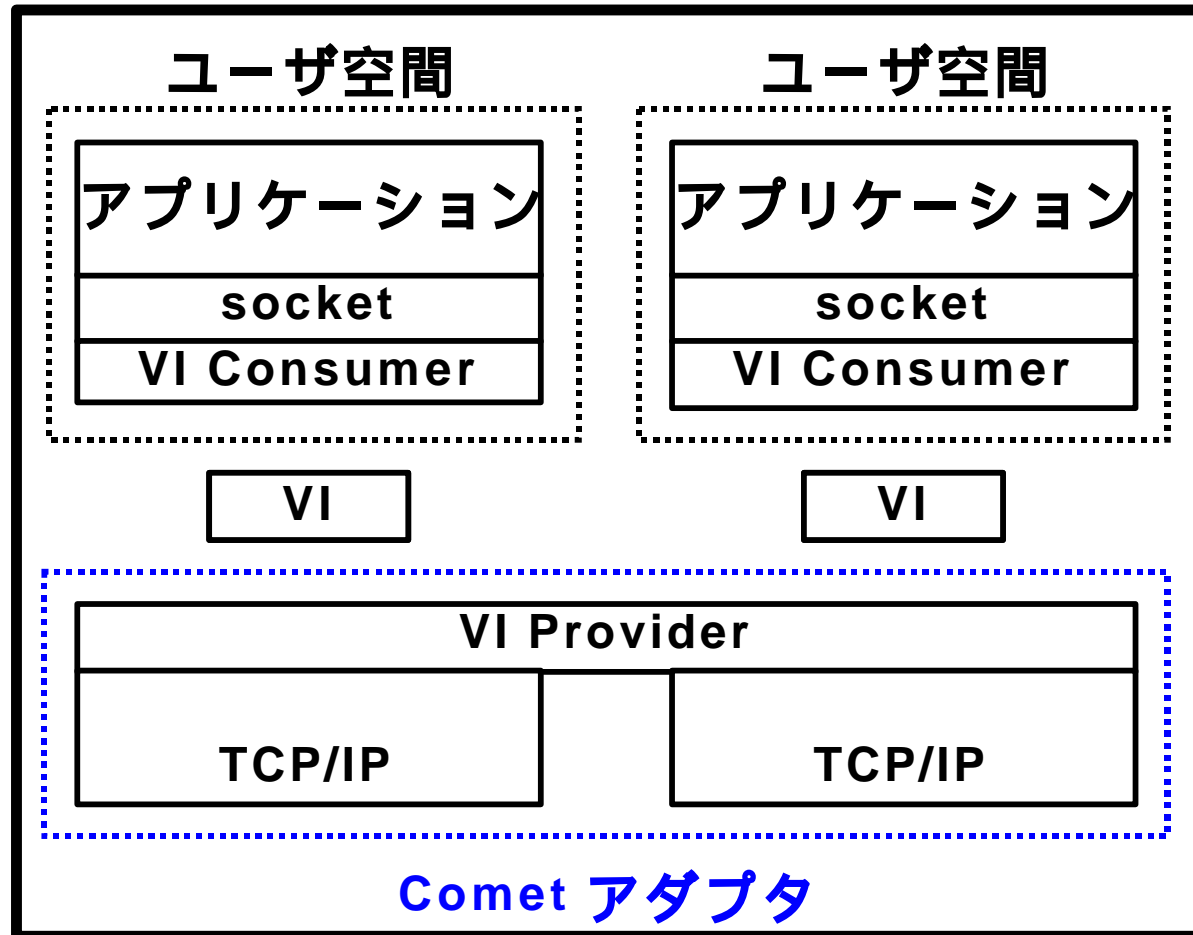 ユーザ空間
アプリケーション
socket
VI Consumer
VI
ユーザ空間
アプリケーション
socket
VI Consumer
VI
VI Provider
TCP/IP
TCP/IP
Comet アダプタ